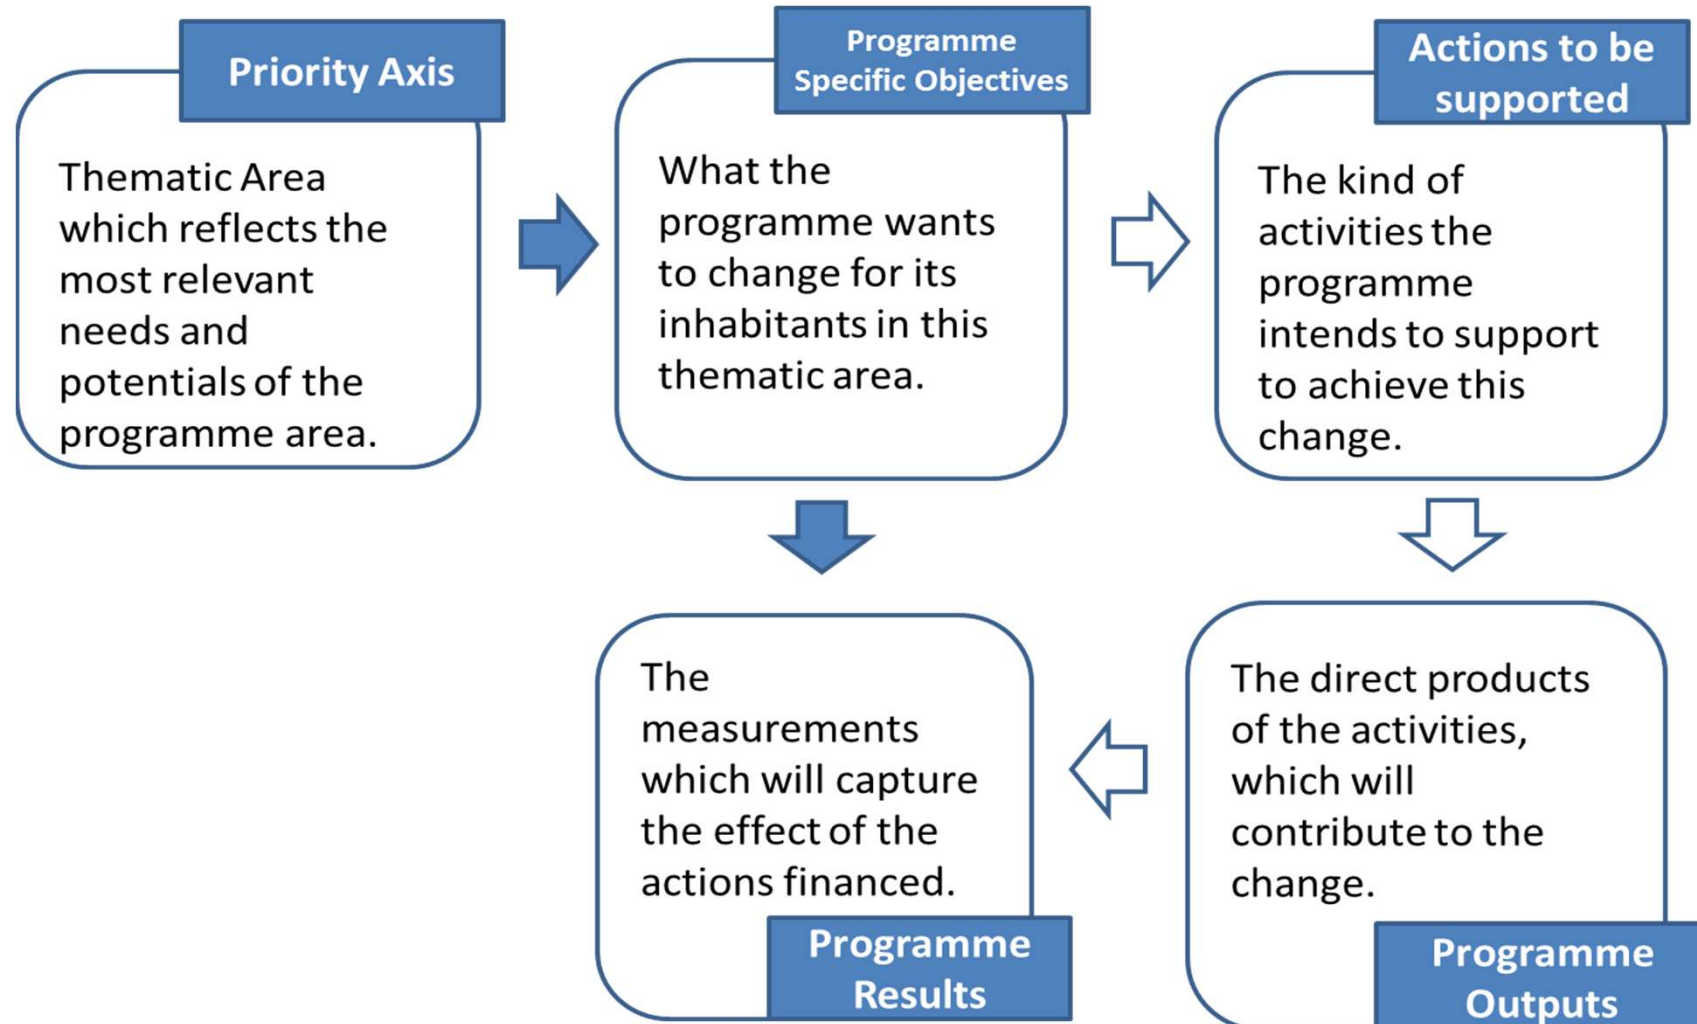 Priority Axis
Thematic Area
which reflects the
most relevant
needs and
potentials of the
programme area.
Programme
Specific Objectives
What the
programme wants
to change for its
inhabitants in this
thematic area.
Actions to be
supported
The kind of
activities the
programme
intends to support
to achieve this
change.
The
measurements
which will capture
the effect of the
actions financed.
Programme
Results
The direct products
of the activities,
which will
contribute to the
change.
Programme
Outputs